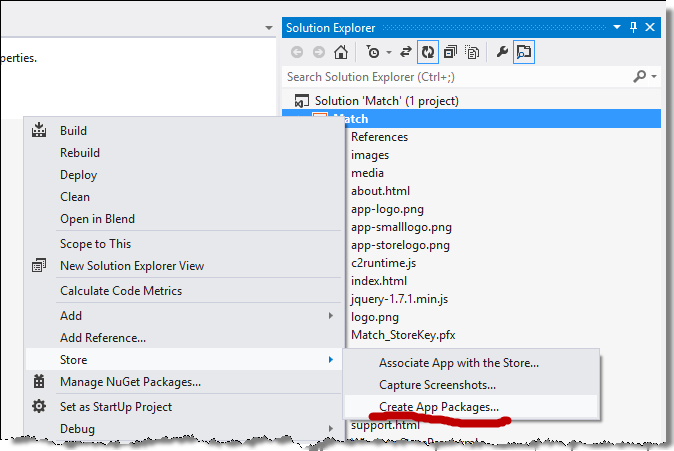 Solution Explorer
perties.
Search Solution Explorer (Ctrl+;)
Solution 'Match' (1 project)
Match
References
images
media
about.html
app-logo.png
app-smalllogo.png
app-storelogo.png
c2runtime.js
index.html
jquery-1.7.1.min.js
logo.png
Match_StoreKey.pfx
Build
Rebuild
Deploy
Clean
Open in Blend
Scope to This
New Solution Explorer View
Calculate Code Metrics
Add
Add Reference...
Store
Manage NuGet Packages...
Set as StartUp Project
Debug
Associate App with the Store...
Capture Screenshots...
Create App Packages...
support.html